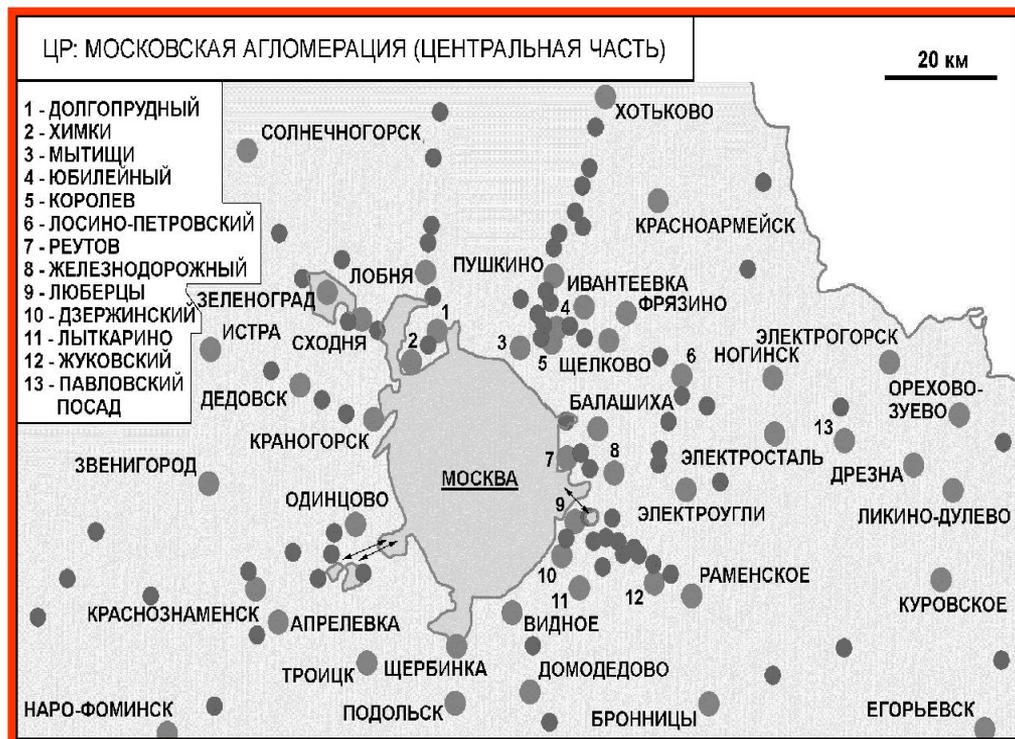 ЦР: МОСКОВСКАЯ АГЛОМЕРАЦИЯ (ЦЕНТРАЛЬНАЯ ЧАСТЬ)
20 км
1 - ДОЛГОПРУДНЫЙ
2 - ХИМКИ
3 - МЫТИЩИ
4 - ЮБИЛЕЙНЫЙ
5 - КОРОЛЕВ
6 - ЛОСИНО-ПЕТРОВСКИЙ
7 - РЕУТОВ
8 - ЖЕЛЕЗНОДОРОЖНЫЙ
9 - ЛЮБЕРЦЫ
10 - ДЗЕРЖИНСКИЙ
11 - ЛЫТКАРИНО
12 - ЖУКОВСКИЙ
13 - ПАВЛОВСКИЙ
ПОСАД
ХОТЬКОВО
СОЛНЕЧНОГОРСК
КРАСНОАРМЕЙСК
ПУШКИНО
ЛОБНЯ
ИВАНТЕЕВКА
ЗЕЛЕНОГРАД
ФРЯЗИНО
4
1
ИСТРА
СХОДНЯ
ЭЛЕКТРОГОРСК
2
3
5
ЩЕЛКОВО
6
НОГИНСК
ДЕДОВСК
БАЛАШИХА
ОРЕХОВО-
ЗУЕВО
КРАНОГОРСК
13
ЗВЕНИГОРОД
7
8
ЭЛЕКТРОСТАЛЬ
ДРЕЗНА
МОСКВА
ОДИНЦОВО
9
ЭЛЕКТРОУГЛИ
ЛИКИНО-ДУЛЕВО
10
РАМЕНСКОЕ
11
12
КУРОВСКОЕ
КРАСНОЗНАМЕНСК
АПРЕЛЕВКА
ВИДНОЕ
ТРОИЦК
ЩЕРБИНКА
ДОМОДЕДОВО
НАРО-ФОМИНСК
ПОДОЛЬСК
БРОННИЦЫ
ЕГОРЬЕВСК